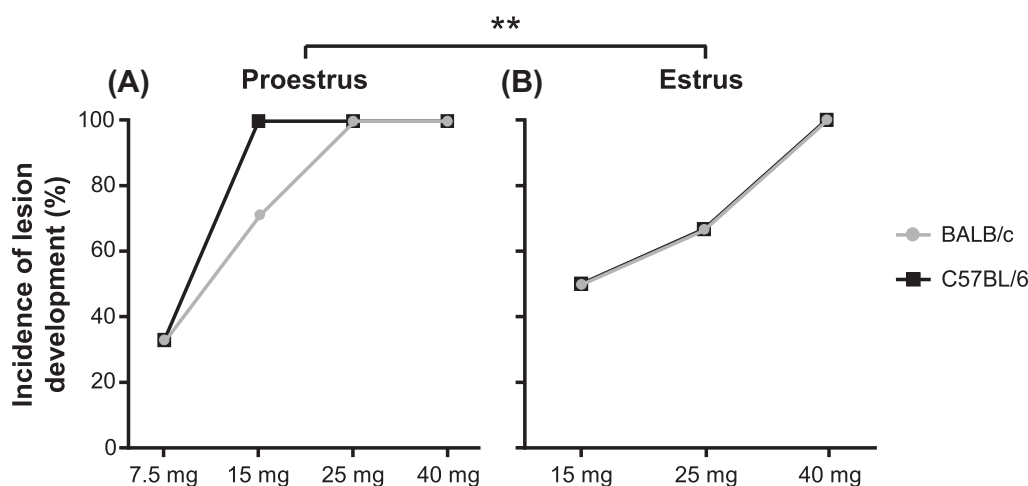 **
(A) Proestrus
(B) Estrus
Incidence of lesion
development (%)
100
80
60
40
20
0
7.5 mg 15 mg 25 mg 40 mg
15 mg 25 mg 40 mg
BALB/c
C57BL/6